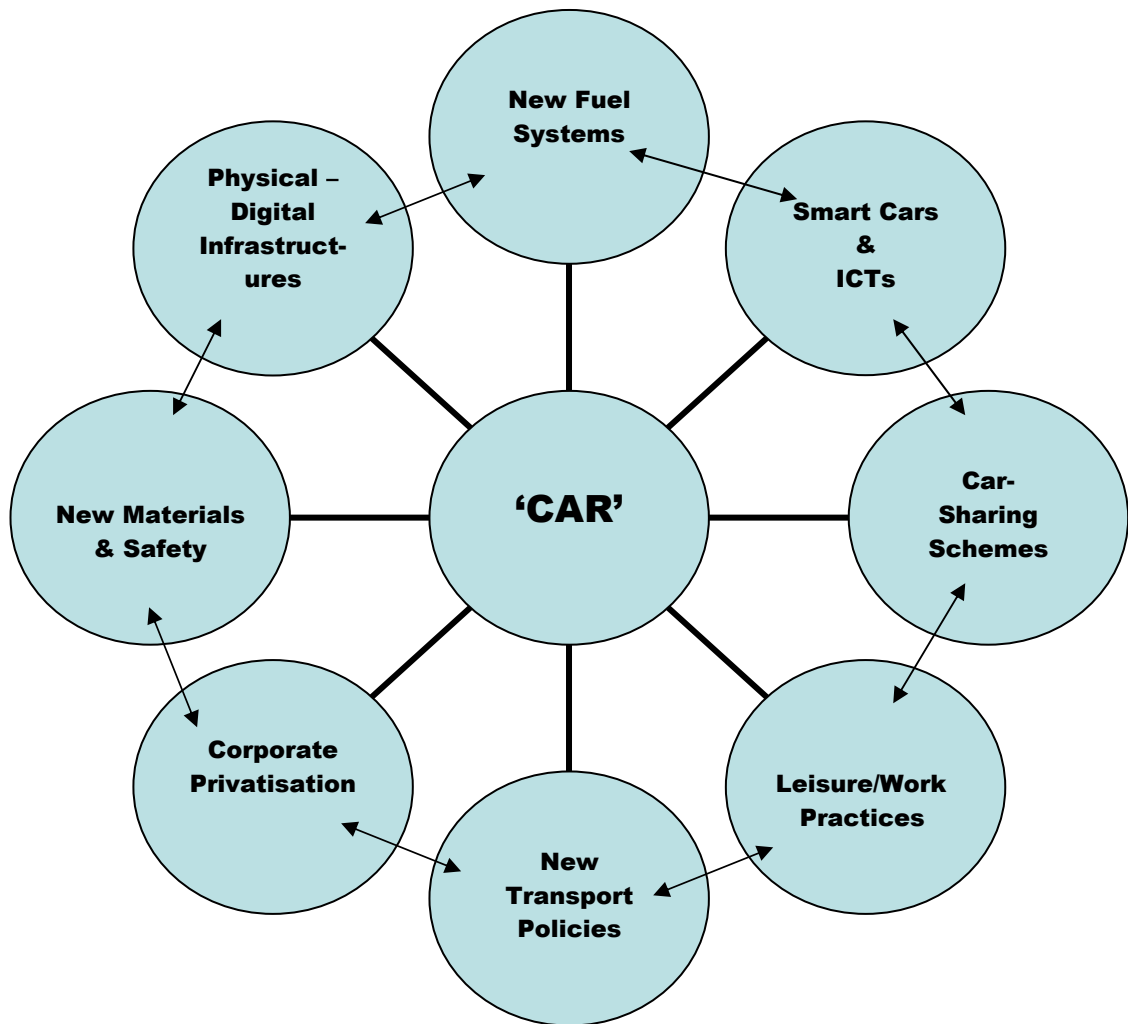 New Fuel
Systems
Physical –
Digital
Infrastruct-
ures
Smart Cars
&
ICTs
New Materials
& Safety
‘CAR’
Car-
Sharing
Schemes
Corporate
Privatisation
Leisure/Work
Practices
New
Transport
Policies